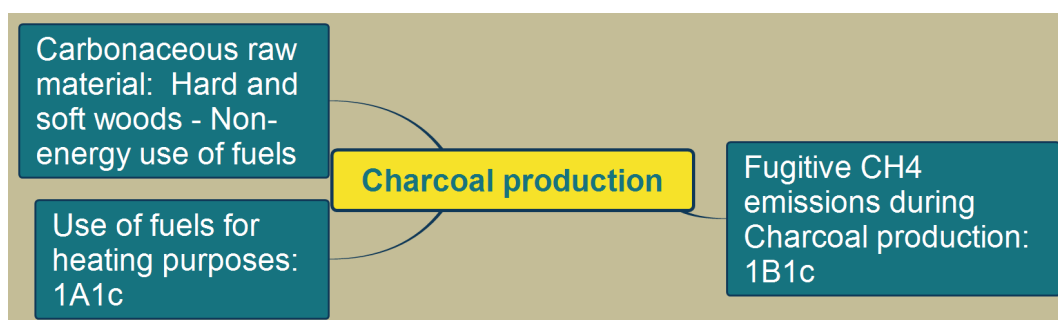 Carbonaceous raw
material:  Hard and
soft woods - Non-
energy use of fuels
Charcoal production
Use of fuels for
heating purposes:
1A1c
Fugitive CH4
emissions during
Charcoal production:
1B1c